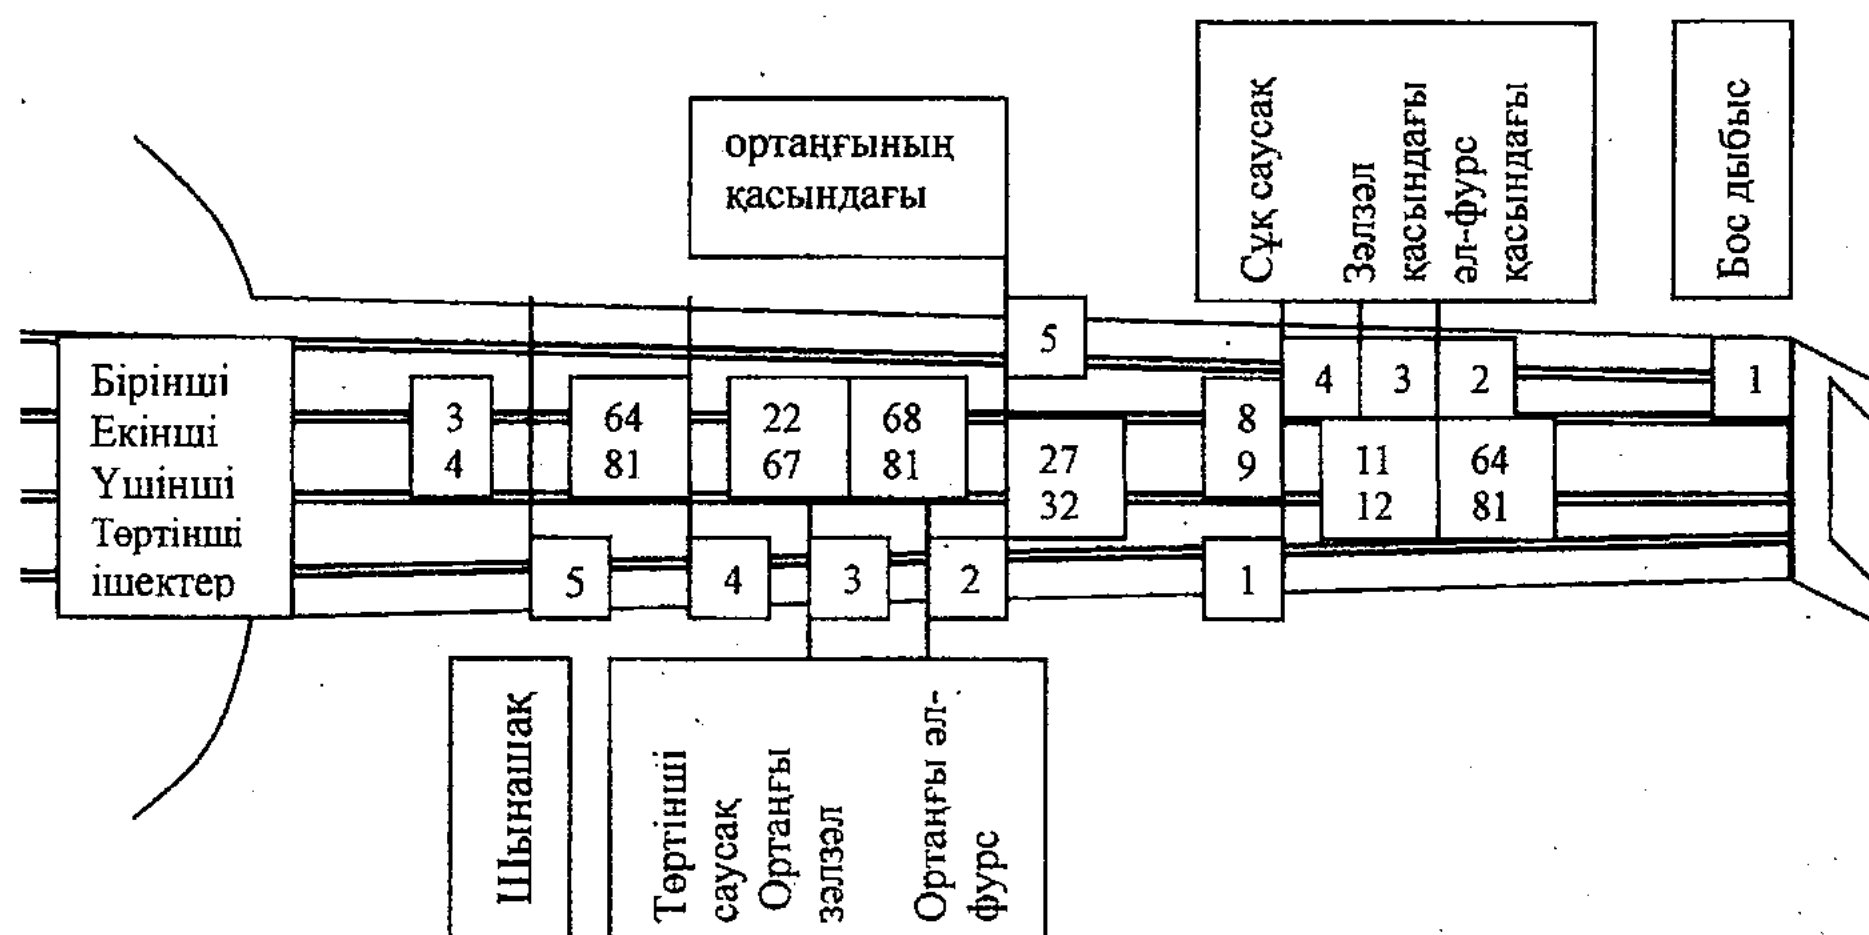 ортаңғының
қасындағы
Сұқ саусақ
Зәлзәл
қасындағы
әл-фурс
қасындағы
Бос дыбыс
Бірінші
Екінші
Үшінші
Төртінші
ішектер
5
4
3
2
1
3
4
64
81
22
67
68
81
27
32
8
9
11
12
64
81
5
4
3
2
1
Шынашақ
Төртінші
саусақ
Ортаңғы
зәлзәл
Ортаңғы әл-
фурс